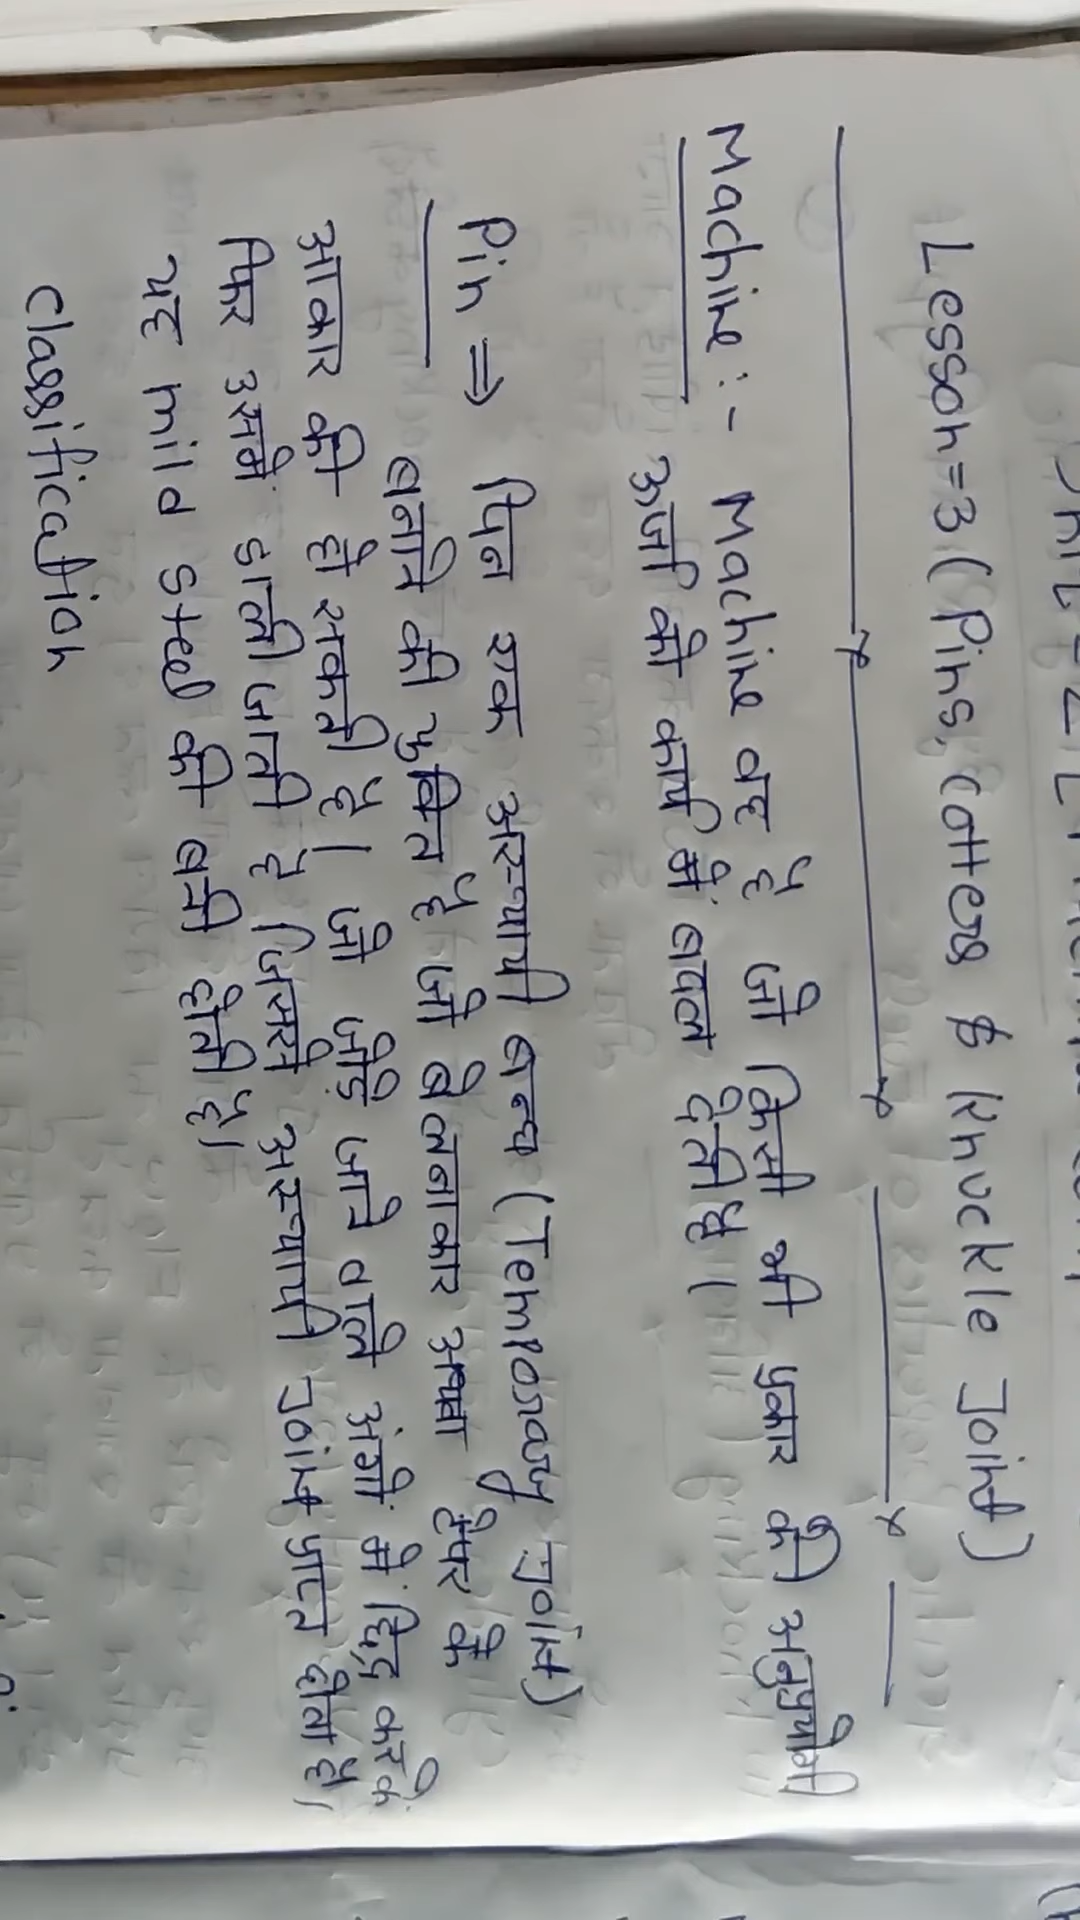 Lesson=3 (Pins, Cotters & Knuckle Joint)
Machine :- Machine वह है जो किसी भी प्रकार की अनुप्रयोगी
ऊर्जा को कार्य में बदल देती है।
Pin ⇒ पिन एक अस्थायी बन्ध (Temporary Joint)
बनाने की युक्ति है जो बेलनाकार अथवा टेपर के
आकार की हो सकती है। जो जोड़े जाने वाले अंगो में छिद्र करके
फिर उसमें डाली जाती है जिससे अस्थायी Joint प्राप्त होता है।
यह mild steel की बनी होती है।
Classification